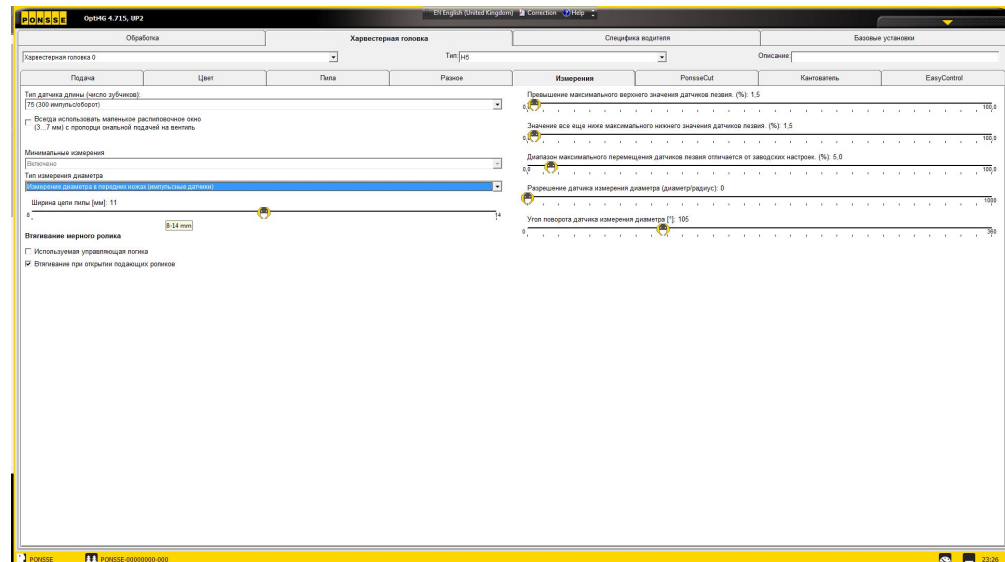 EN English (United Kingdom) Correction Help
PONSSE Opti4G 4.715, UP2
Обработка Харвестерная головка Специфика водителя Базовые установки
Харвестерная головка 0 Тип: H5 Описание:
Подача Цвет Пила Разное Измерения PonsseCut Кантователь EasyControl
Тип датчика длины (число зубчиков):
75 (300 импульс/оборот)
Всегда использовать маленькое распиловочное окно
(3...7 мм) с пропорци ональной подачей на вентиль
Минимальные измерения
Включено
Тип измерения диаметра
Измерение диаметра в передних ножах (импульсные датчики)
Ширина цепи пилы [мм]: 11
8 14
8-14 mm
Втягивание мерного ролика
Используемая управляющая логика
Втягивание при открытии подающих роликов
Превышение максимального верхнего значения датчиков лезвия. (%): 1,5
0,0 100,0
Значение все еще ниже максимального нижнего значения датчиков лезвия. (%): 1,5
0,0 100,0
Диапазон максимального перемещения датчиков лезвия отличается от заводских настроек. (%): 5,0
0,0 100,0
Разрешение датчика измерения диаметра (диаметр/радиус): 0
1000
Угол поворота датчика измерения диаметра [°]: 105
0 360
PONSSE PONSSE-00000000-000 23:26